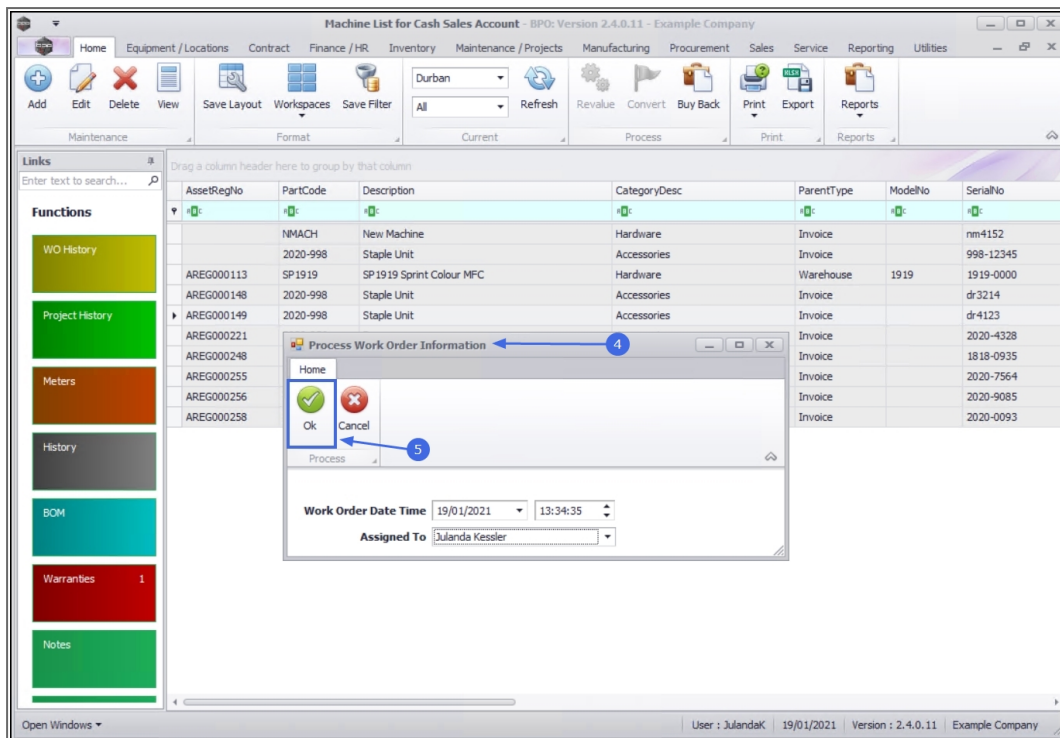 Machine List for Cash Sales Account - BPO: Version 2.4.0.11 - Example Company
Home Equipment / Locations Contract Finance / HR Inventory Maintenance / Projects Manufacturing Procurement Sales Service Reporting Utilities
Add Edit Delete View Save Layout Workspaces Save Filter Durban All Refresh Revalue Convert Buy Back Print Export Reports
Maintenance Format Current Process Print Reports
Links
Enter text to search...
Functions
WO History
Project History
Meters
History
BOM
Warranties 1
Notes
Drag a column header here to group by that column
AssetRegNo PartCode Description CategoryDesc ParentType ModelNo SerialNo
NMACH New Machine Hardware Invoice nm4152
2020-998 Staple Unit Accessories Invoice 998-12345
AREG000113 SP1919 SP1919 Sprint Colour MFC Hardware Warehouse 1919 1919-0000
AREG000148 2020-998 Staple Unit Accessories Invoice dr3214
AREG000149 2020-998 Staple Unit Accessories Invoice dr4123
AREG000221 Invoice 2020-4328
AREG000248 Invoice 1818-0935
AREG000255 Invoice 2020-7564
AREG000256 Invoice 2020-9085
AREG000258 Invoice 2020-0093
Process Work Order Information 4
Home
Ok Cancel
5
Process
Work Order Date Time 19/01/2021 13:34:35
Assigned To Julanda Kessler
Open Windows User : JulandaK 19/01/2021 Version : 2.4.0.11 Example Company